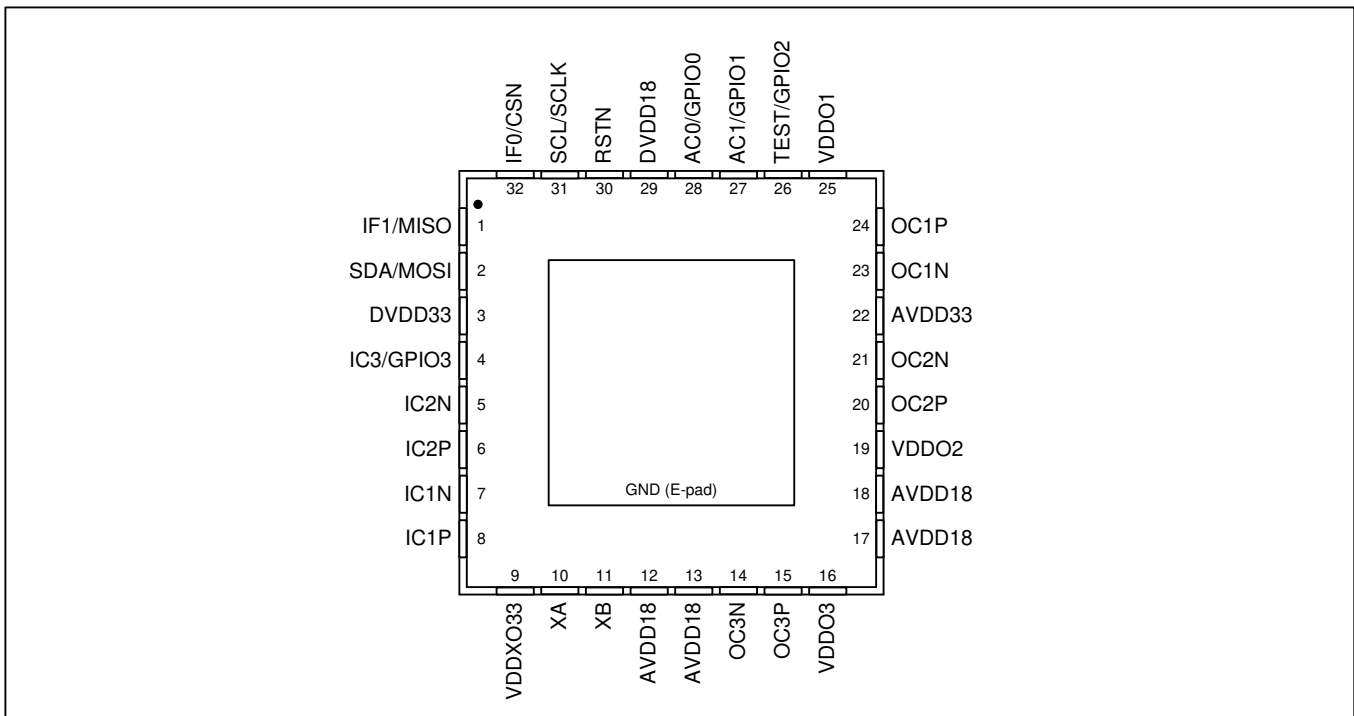 IF0/CSN
SCL/SCLK
RSTN
DVDD18
AC0/GPIO0
AC1/GPIO1
TEST/GPIO2
VDDO1
32 31 30 29 28 27 26 25
IF1/MISO 1
SDA/MOSI 2
DVDD33 3
IC3/GPIO3 4
IC2N 5
IC2P 6
IC1N 7
IC1P 8
24 OC1P
23 OC1N
22 AVDD33
21 OC2N
20 OC2P
19 VDDO2
18 AVDD18
17 AVDD18
GND (E-pad)
9 10 11 12 13 14 15 16
VDDXO33
XA
XB
AVDD18
AVDD18
OC3N
OC3P
VDDO3